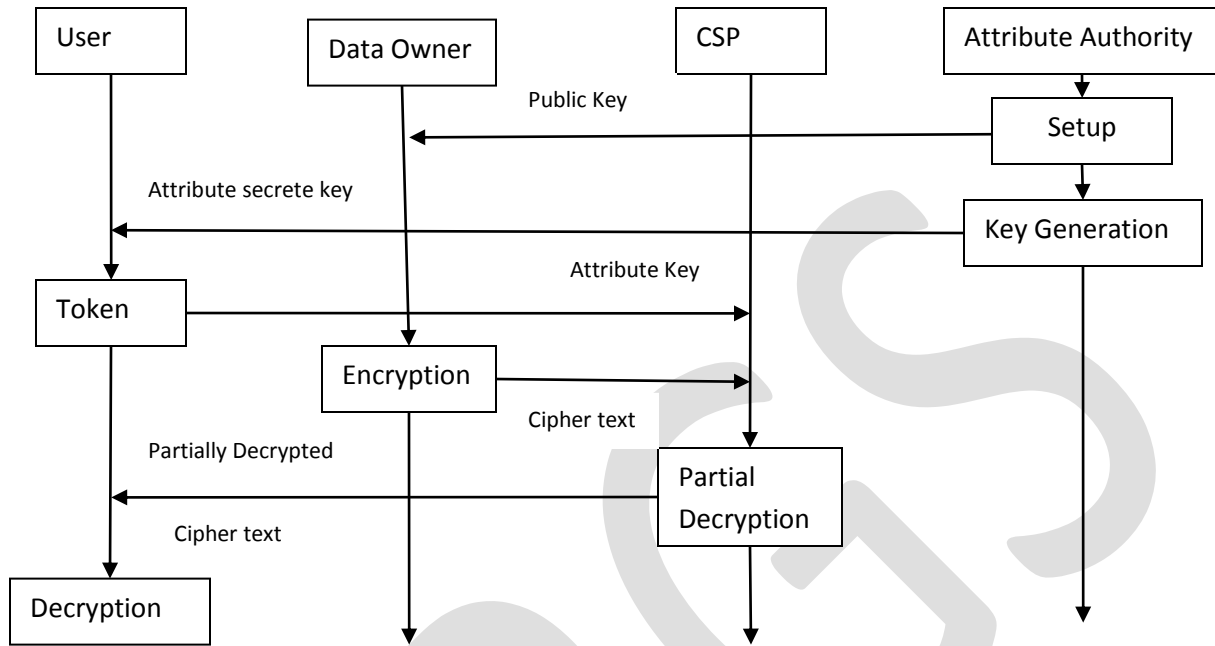 User
Data Owner
CSP
Attribute Authority
Public Key
Setup
Attribute secrete key
Key Generation
Attribute Key
Token
Encryption
Cipher text
Partially Decrypted
Partial
Decryption
Cipher text
Decryption